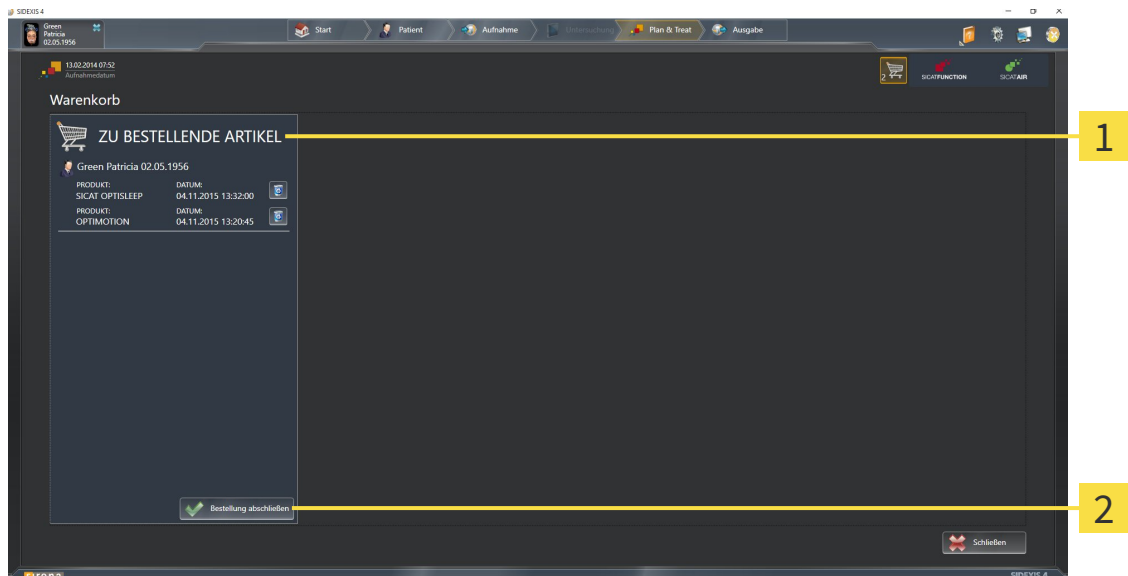 SIDEXIS 4
Green
Patricia
02.05.1956
Start
Patient
Aufnahme
Untersuchung
Plan & Treat
Ausgabe
13.02.2014 07:52
Aufnahmedatum
2
SICATFUNCTION
SICATAIR
Warenkorb
ZU BESTELLENDE ARTIKEL
1
Green Patricia 02.05.1956
PRODUKT: DATUM:
SICAT OPTISLEEP 04.11.2015 13:32:00
PRODUKT: DATUM:
OPTIMOTION 04.11.2015 13:20:45
Bestellung abschließen
2
Schließen
sirona
SIDEXIS 4